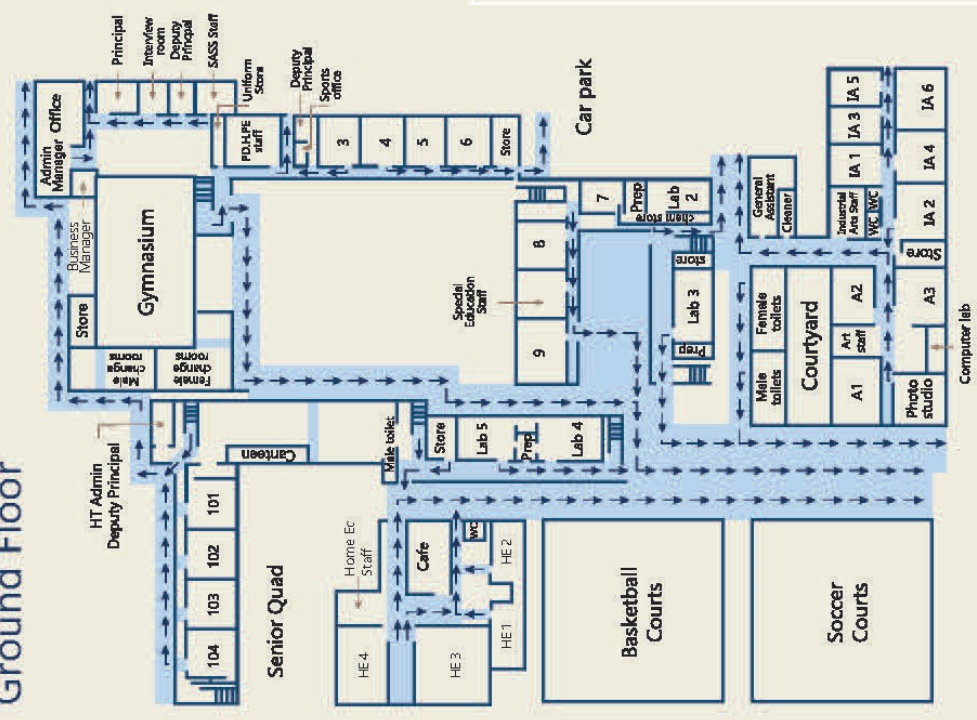 Ground Floor
Principal
Interview
room
Deputy
Princpal
SASS Staff
Uniform
Store
Deputy
Principal
Sports
office
Admin
Manager
Office
Business
Manager
PD.H.PE
staff
3
4
5
6
Store
Car park
Gymnasium
Store
Male
change
rooms
Female
change
rooms
HT Admin
Deputy Principal
Canteen
Male toilet
101
102
103
104
Senior Quad
Special
Education
Staff
8
9
7
Prep
Lab
2
chem store
store
Lab 3
Prep
Store
Lab 5
Prep
Lab 4
Home Ec
Staff
Cafe
WC
HE 4
HE 3
HE1
HE2
General
Assistant
Cleaner
Industrial
Arts Staff
WC
WC
IA 1
IA 3
IA 5
IA 2
IA 4
IA 6
Store
Female
toilets
Male
toilets
Courtyard
A2
Art
staff
A1
A3
Photo
studio
Computer lab
Basketball
Courts
Soccer
Courts